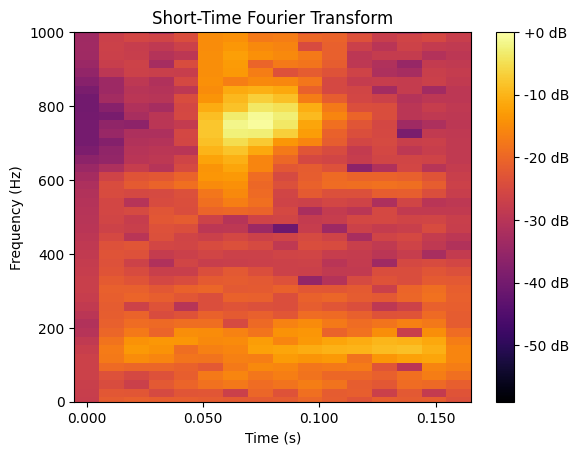 Short-Time Fourier Transform
Frequency (Hz)
1000
800
600
400
200
0
0.000
0.050
0.100
0.150
Time (s)
+0 dB
-10 dB
-20 dB
-30 dB
-40 dB
-50 dB